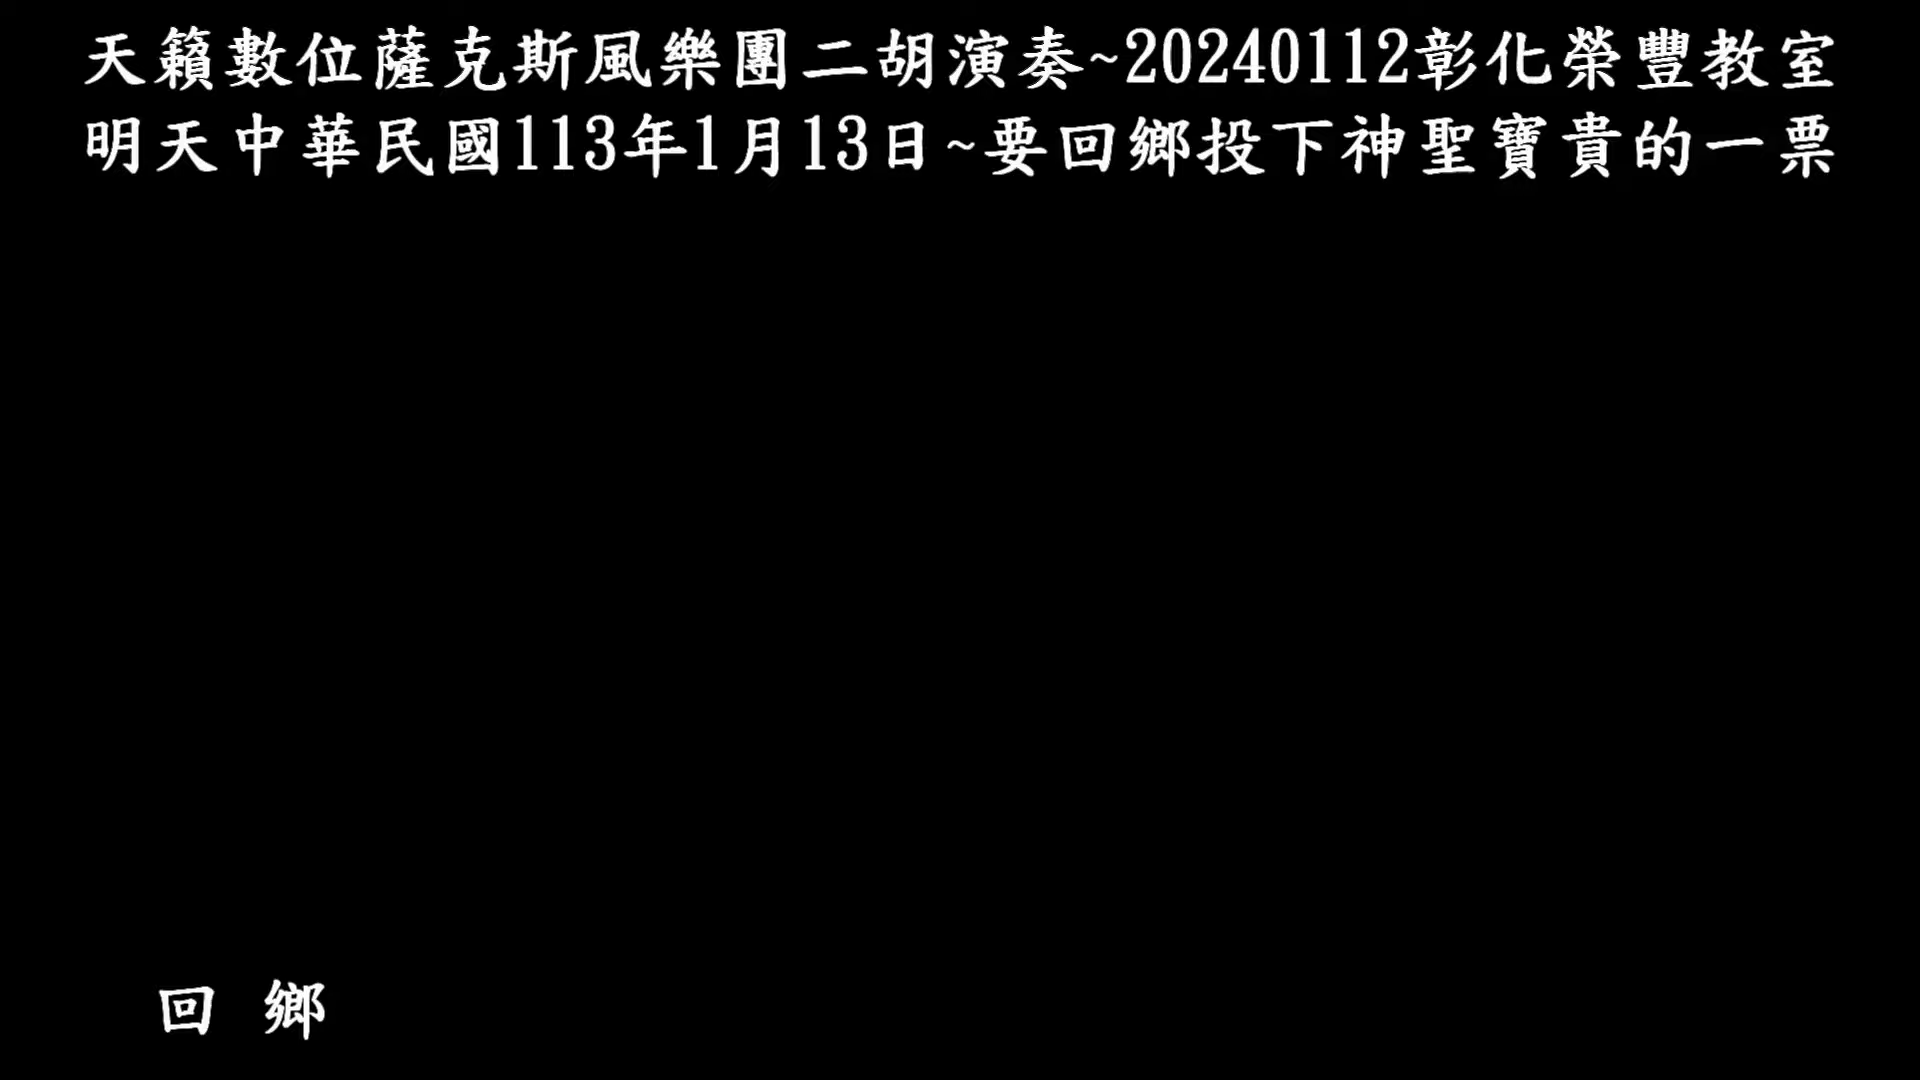 天籟數位薩克斯風樂團二胡演奏~20240112彰化榮豐教室
明天中華民國113年1月13日~要回鄉投下神聖寶貴的一票
回 鄉